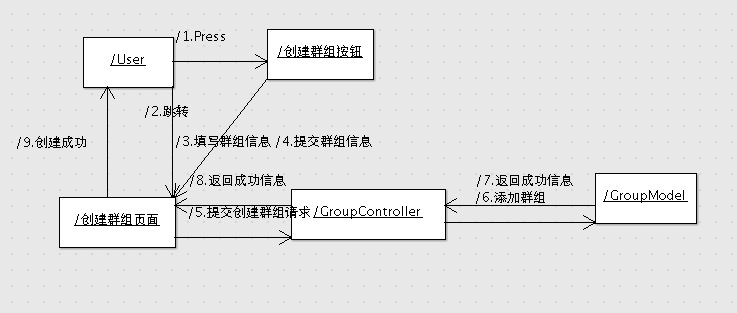 /1.Press
/User
/创建群组按钮
/2.跳转
/9.创建成功
/3.填写群组信息
/4.提交群组信息
/8.返回成功信息
/7.返回成功信息
/6.添加群组
/GroupModel
/创建群组页面
/5.提交创建群组请求
/GroupController